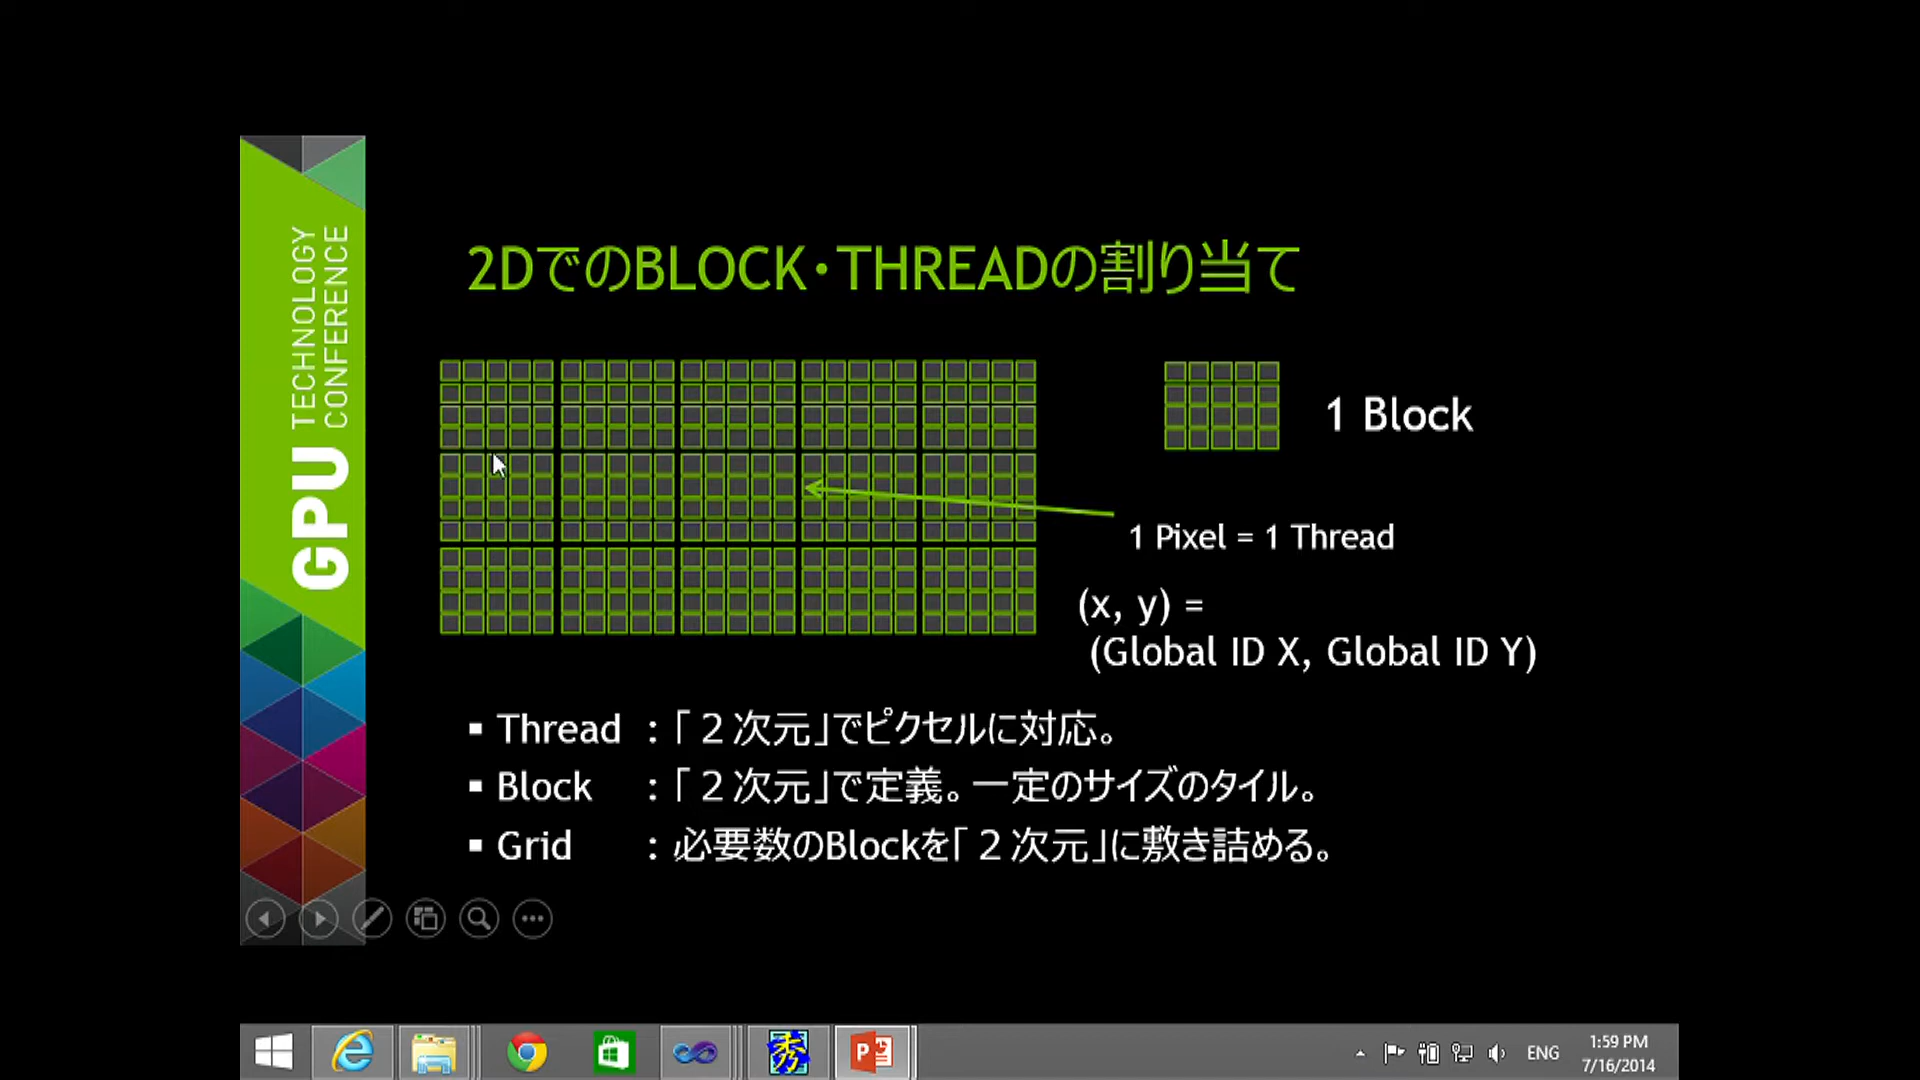 GPU TECHNOLOGY
CONFERENCE
2DでのBLOCK・THREADの割り当て
1 Block
1 Pixel = 1 Thread
(x, y) =
(Global ID X, Global ID Y)
▪ Thread :「２次元」でピクセルに対応。
▪ Block :「２次元」で定義。一定のサイズのタイル。
▪ Grid : 必要数のBlockを「２次元」に敷き詰める。
秀
P
ENG
1:59 PM
7/16/2014